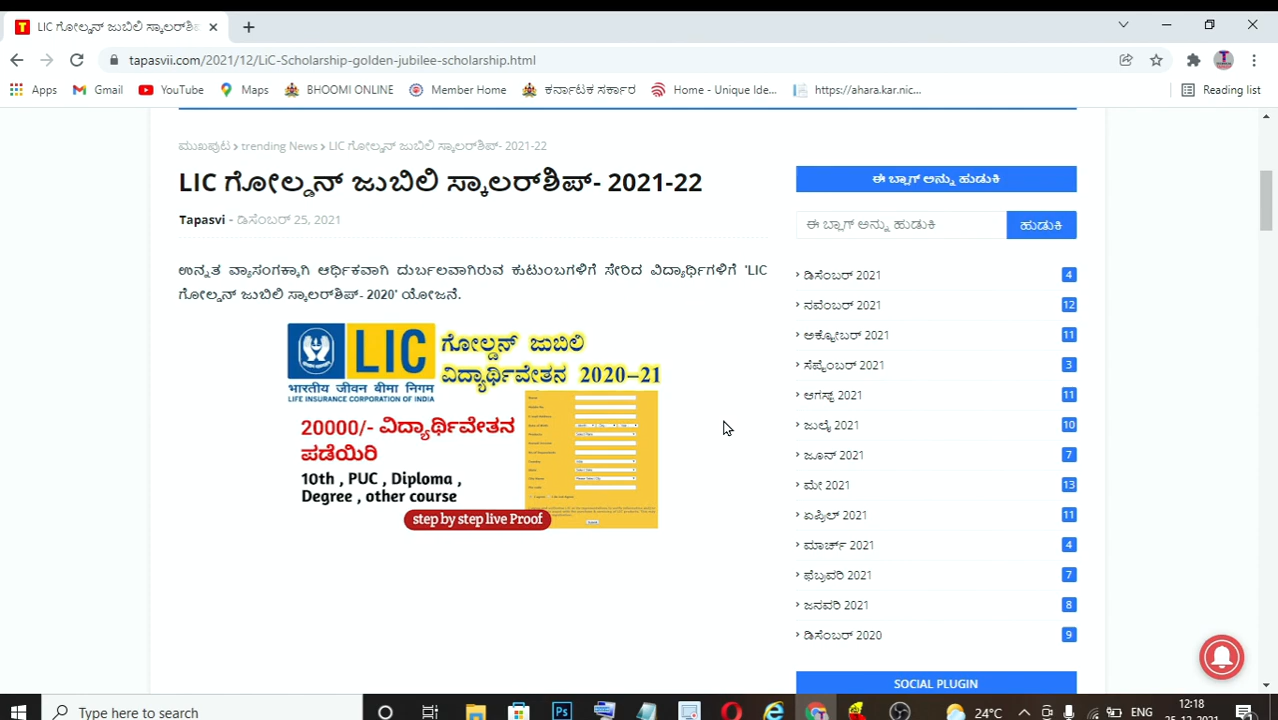 LIC ಗೋಲ್ಡನ್ ಜುಬಿಲಿ ಸ್ಕಾಲರ್‌ಶಿಪ್
tapasvii.com/2021/12/LiC-Scholarship-golden-jubilee-scholarship.html
Apps Gmail YouTube Maps BHOOMI ONLINE Member Home ಕರ್ನಾಟಕ ಸರ್ಕಾರ Home - Unique Ide... https://ahara.kar.nic... Reading list
ಮುಖಪುಟ › trending News › LIC ಗೋಲ್ಡನ್ ಜುಬಿಲಿ ಸ್ಕಾಲರ್‌ಶಿಪ್- 2021-22
LIC ಗೋಲ್ಡನ್ ಜುಬಿಲಿ ಸ್ಕಾಲರ್‌ಶಿಪ್- 2021-22
Tapasvi - ಡಿಸೆಂಬರ್ 25, 2021
ಉನ್ನತ ವ್ಯಾಸಂಗಕ್ಕಾಗಿ ಆರ್ಥಿಕವಾಗಿ ದುರ್ಬಲವಾಗಿರುವ ಕುಟುಂಬಗಳಿಗೆ ಸೇರಿದ ವಿದ್ಯಾರ್ಥಿಗಳಿಗೆ 'LIC
ಗೋಲ್ಡನ್ ಜುಬಿಲಿ ಸ್ಕಾಲರ್‌ಶಿಪ್- 2020' ಯೋಜನೆ.
LIC
भारतीय जीवन बीमा निगम
LIFE INSURANCE CORPORATION OF INDIA
ಗೋಲ್ಡನ್ ಜುಬಿಲಿ
ವಿದ್ಯಾರ್ಥಿವೇತನ 2020-21
20000/- ವಿದ್ಯಾರ್ಥಿವೇತನ
ಪಡೆಯಿರಿ
10th , PUC , Diploma ,
Degree , other course
step by step live Proof
ಈ ಬ್ಲಾಗ್ ಅನ್ನು ಹುಡುಕಿ
ಈ ಬ್ಲಾಗ್ ಅನ್ನು ಹುಡುಕಿ ಹುಡುಕಿ
ಡಿಸೆಂಬರ್ 2021 4
ನವೆಂಬರ್ 2021 12
ಅಕ್ಟೋಬರ್ 2021 11
ಸೆಪ್ಟೆಂಬರ್ 2021 3
ಆಗಸ್ಟ್ 2021 11
ಜುಲೈ 2021 10
ಜೂನ್ 2021 7
ಮೇ 2021 13
ಏಪ್ರಿಲ್ 2021 11
ಮಾರ್ಚ್ 2021 4
ಫೆಬ್ರವರಿ 2021 7
ಜನವರಿ 2021 8
ಡಿಸೆಂಬರ್ 2020 9
SOCIAL PLUGIN
Type here to search
24°C ENG 12:18